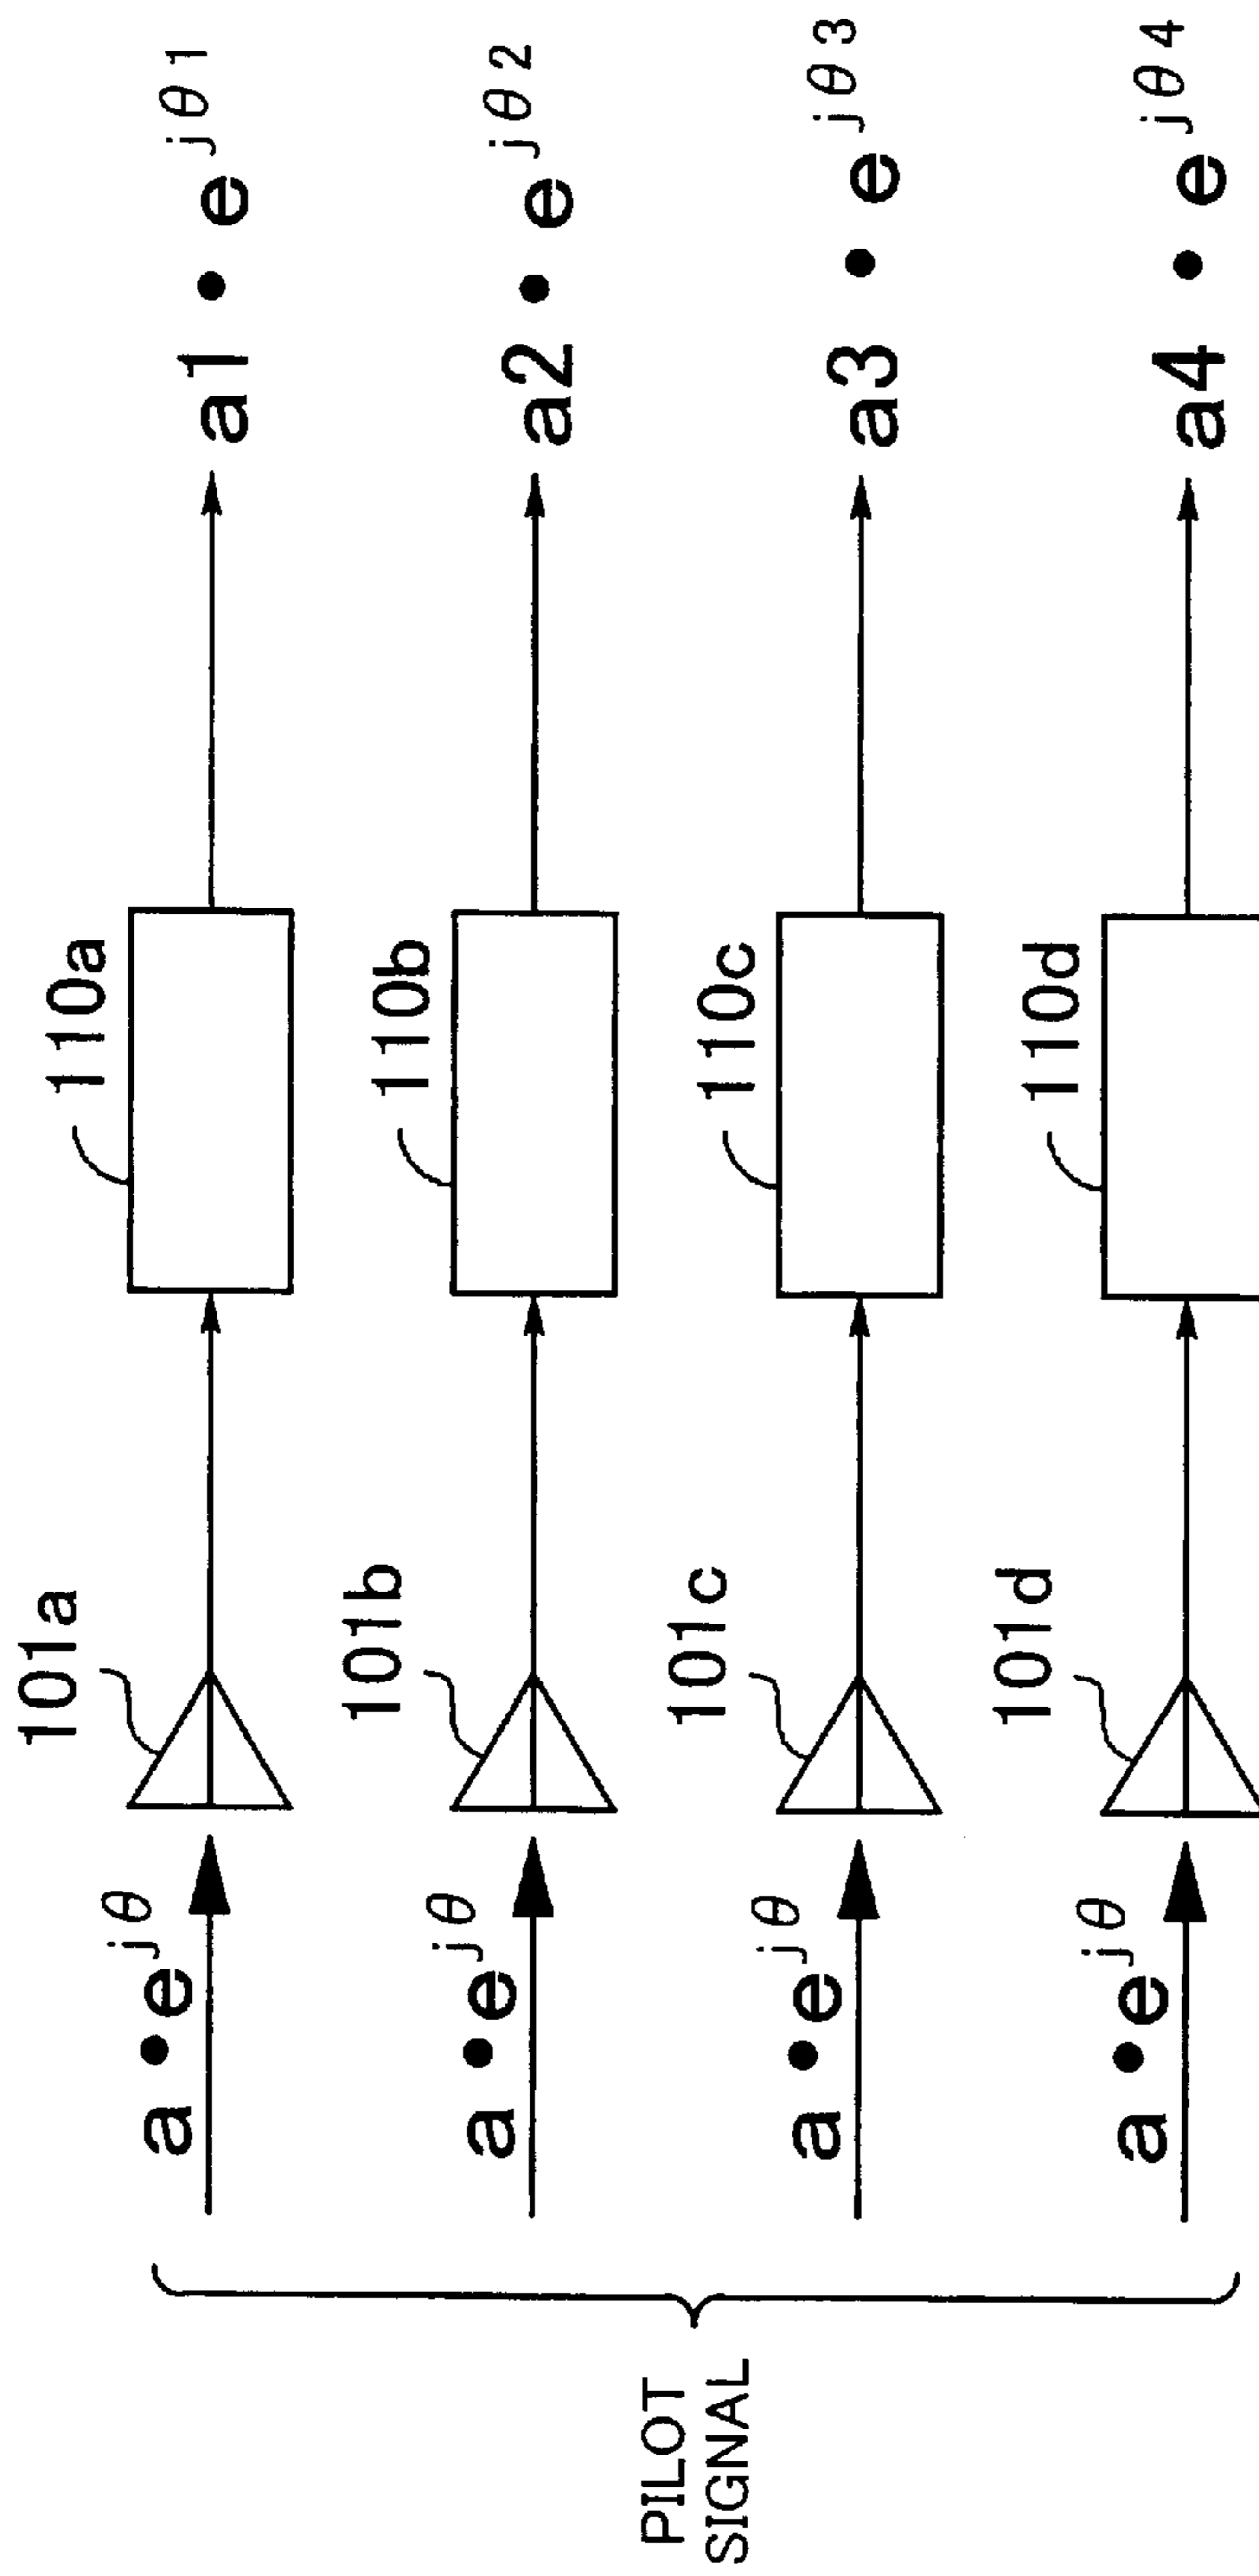 PILOT
SIGNAL
a • e^jθ
101a
110a
a1 • e^jθ1
a • e^jθ
101b
110b
a2 • e^jθ2
a • e^jθ
101c
110c
a3 • e^jθ3
a • e^jθ
101d
110d
a4 • e^jθ4